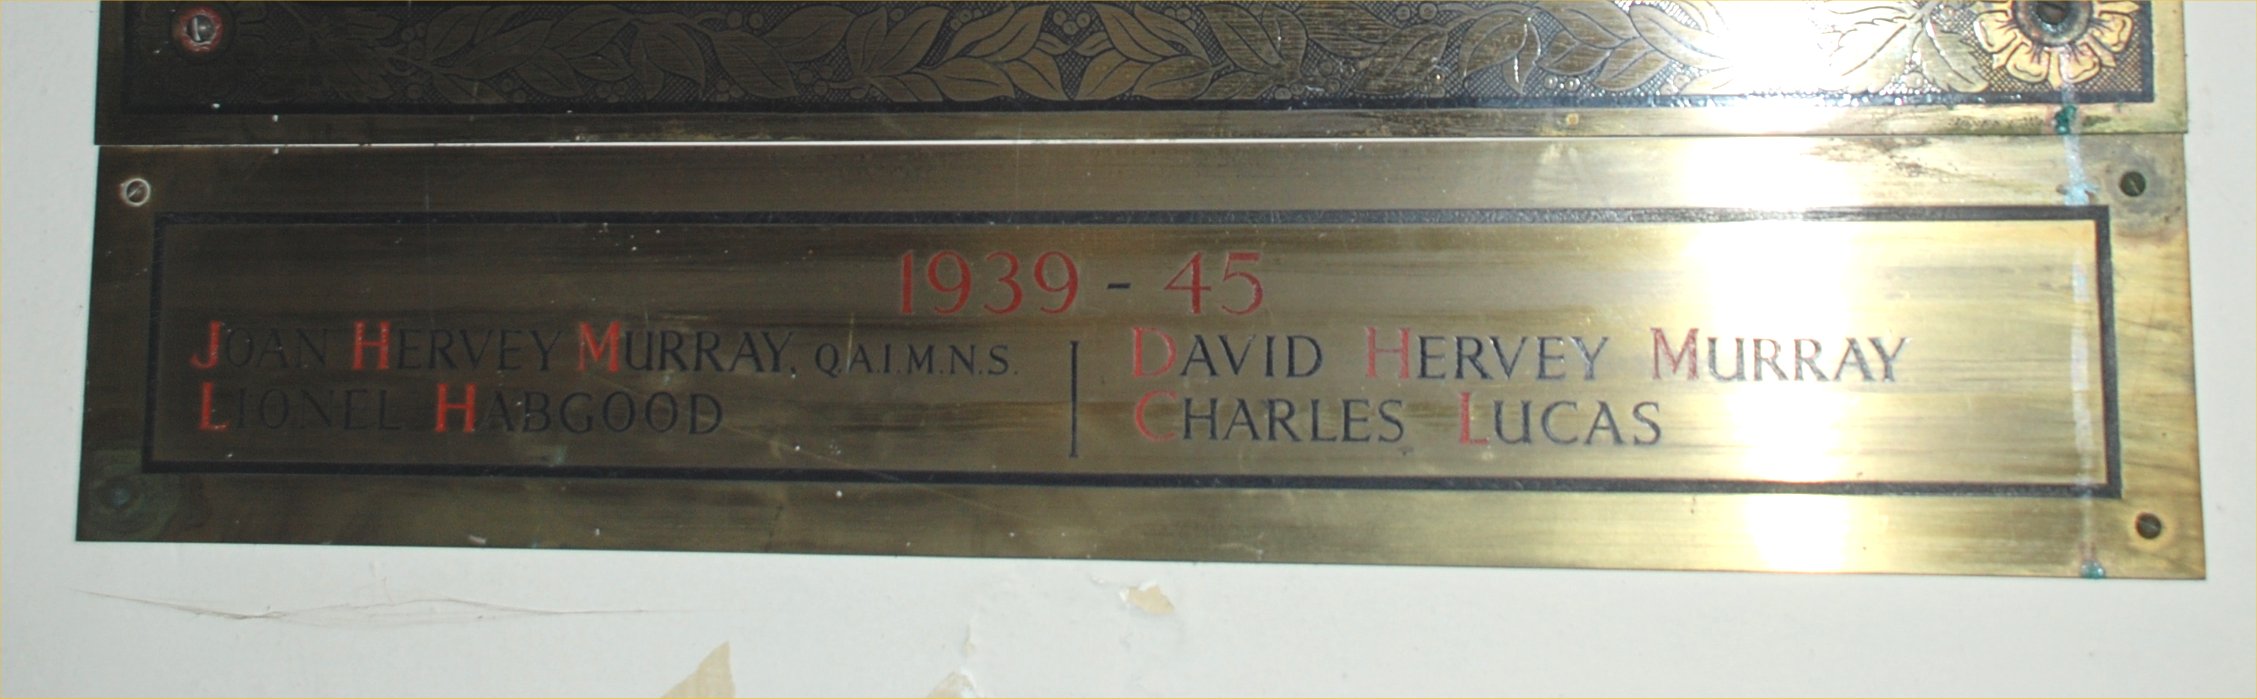 1939 - 45
JOAN HERVEY MURRAY, Q.A.I.M.N.S.
LIONEL HABGOOD
DAVID HERVEY MURRAY
CHARLES LUCAS